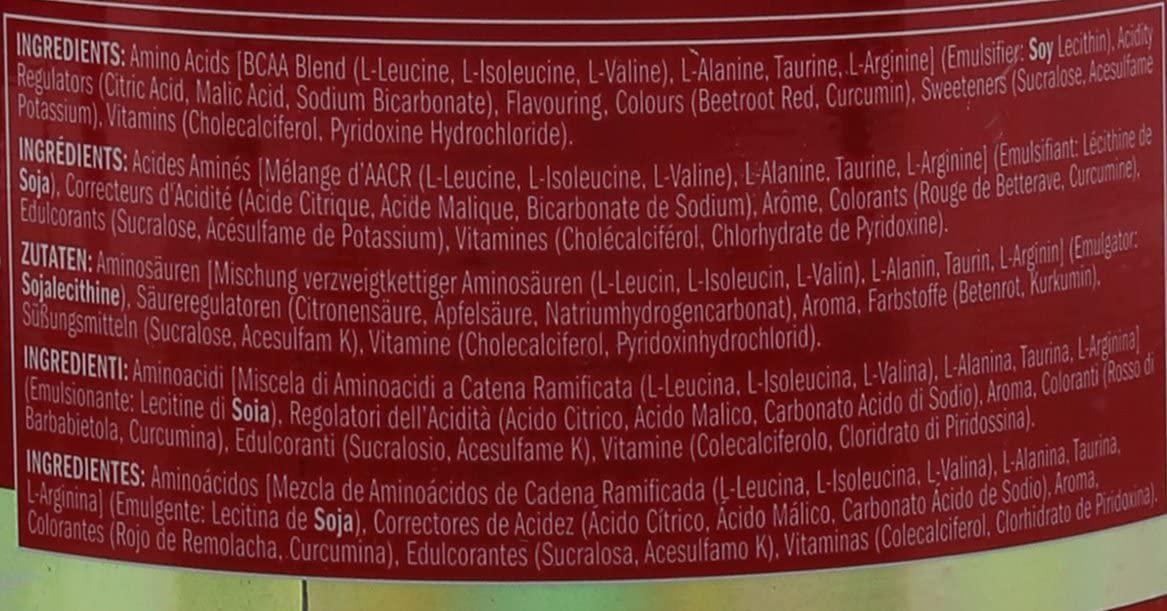 INGREDIENTS: Amino Acids [BCAA Blend (L-Leucine, L-Isoleucine, L-Valine), L-Alanine, Taurine, L-Arginine] (Emulsifier: Soy Lecithin), Acidity
Regulators (Citric Acid, Malic Acid, Sodium Bicarbonate), Flavouring, Colours (Beetroot Red, Curcumin), Sweeteners (Sucralose, Acesulfame
Potassium), Vitamins (Cholecalciferol, Pyridoxine Hydrochloride).
INGRÉDIENTS: Acides Aminés [Mélange d'AACR (L-Leucine, L-Isoleucine, L-Valine), L-Alanine, Taurine, L-Arginine] (Emulsifiant: Lécithine de
Soja), Correcteurs d'Acidité (Acide Citrique, Acide Malique, Bicarbonate de Sodium), Arôme, Colorants (Rouge de Betterave, Curcumine),
Edulcorants (Sucralose, Acésulfame de Potassium), Vitamines (Cholécalciférol, Chlorhydrate de Pyridoxine).
ZUTATEN: Aminosäuren [Mischung verzweigtkettiger Aminosäuren (L-Leucin, L-Isoleucin, L-Valin), L-Alanin, Taurin, L-Arginin] (Emulgator:
Sojalecithine), Säureregulatoren (Citronensäure, Äpfelsäure, Natriumhydrogencarbonat), Aroma, Farbstoffe (Betenrot, Kurkumin),
Süßungsmitteln (Sucralose, Acesulfam K), Vitamine (Cholecalciferol, Pyridoxinhydrochlorid).
INGREDIENTI: Aminoacidi [Miscela di Aminoacidi a Catena Ramificata (L-Leucina, L-Isoleucina, L-Valina), L-Alanina, Taurina, L-Arginina]
(Emulsionante: Lecitine di Soia), Regolatori dell'Acidità (Acido Citrico, Acido Malico, Carbonato Acido di Sodio), Aroma, Coloranti (Rosso di
Barbabietola, Curcumina), Edulcoranti (Sucralosio, Acesulfame K), Vitamine (Colecalciferolo, Cloridrato di Piridossina).
INGREDIENTES: Aminoácidos [Mezcla de Aminoácidos de Cadena Ramificada (L-Leucina, L-Isoleucina, L-Valina), L-Alanina, Taurina,
L-Arginina] (Emulgente: Lecitina de Soja), Correctores de Acidez (Ácido Cítrico, Ácido Málico, Carbonato Ácido de Sodio), Aroma,
Colorantes (Rojo de Remolacha, Curcumina), Edulcorantes (Sucralosa, Acesulfamo K), Vitaminas (Colecalciferol, Clorhidrato de Piridoxina).